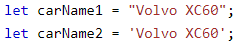 let carName1 = "Volvo XC60";
let carName2 = 'Volvo XC60';